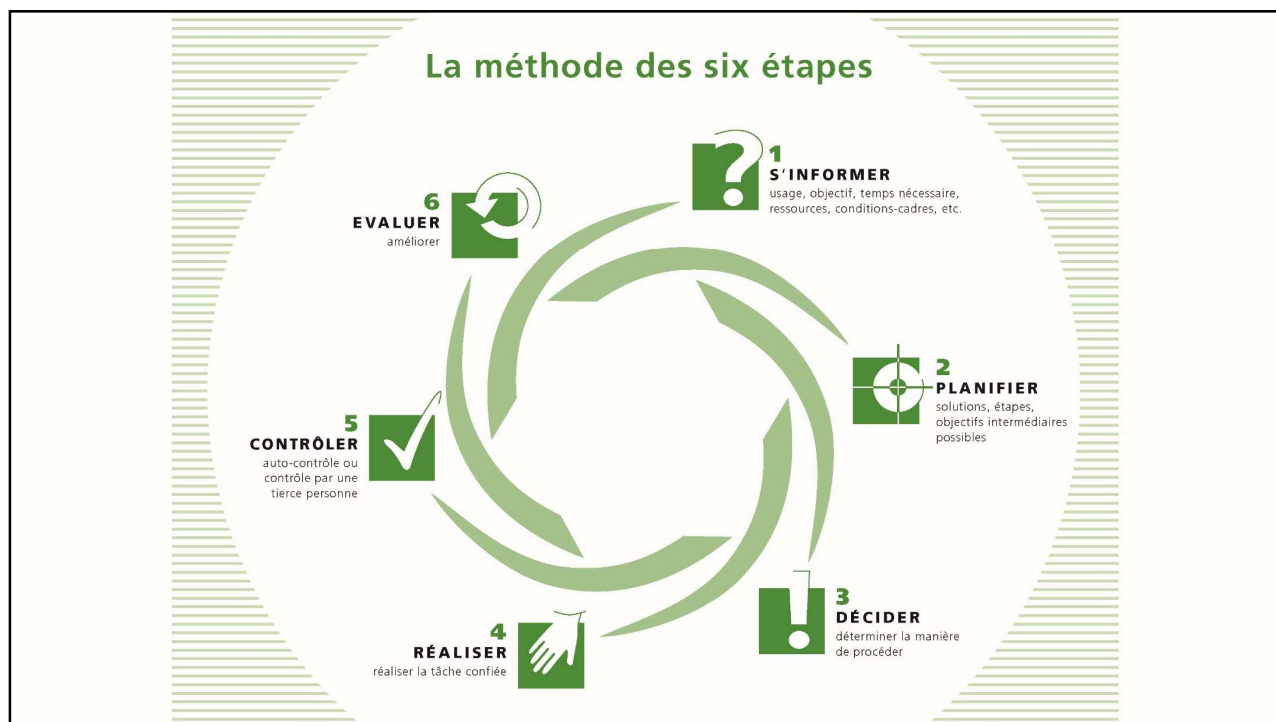 La méthode des six étapes
1
S'INFORMER
usage, objectif, temps nécessaire,
ressources, conditions-cadres, etc.
2
PLANIFIER
solutions, étapes,
objectifs intermédiaires
possibles
3
DÉCIDER
déterminer la manière
de procéder
4
RÉALISER
réaliser la tâche confiée
5
CONTRÔLER
auto-contrôle ou
contrôle par une
tierce personne
6
EVALUER
améliorer